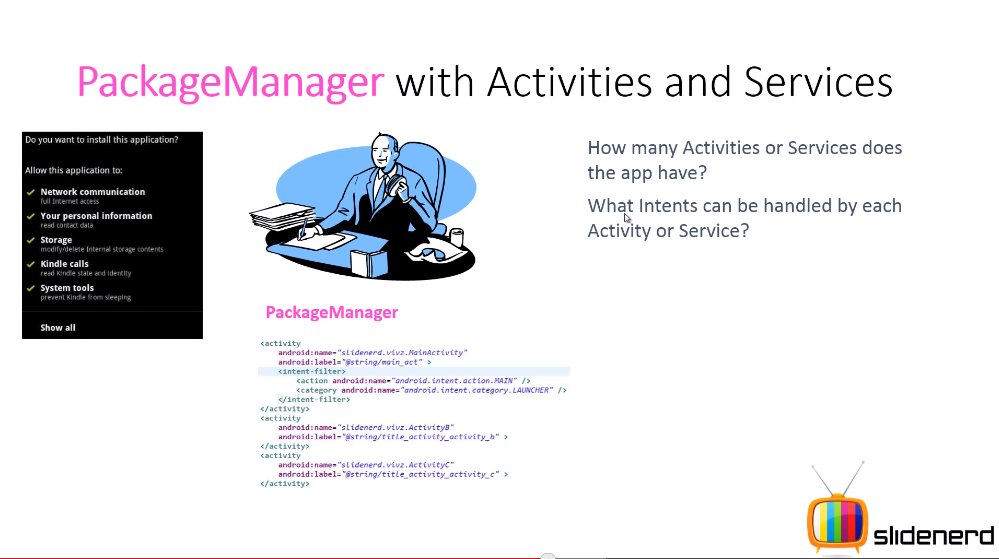 PackageManager with Activities and Services
Do you want to install this application?
Allow this application to:
Network communication
full Internet access
Your personal information
read contact data
Storage
modify/delete Internal storage contents
Kindle calls
read Kindle state and identity
System tools
prevent Kindle from sleeping
Show all
PackageManager
<activity
android:name="slidenerd.vivz.MainActivity"
android:label="@string/main_act" >
<intent-filter>
<action android:name="android.intent.action.MAIN" />
<category android:name="android.intent.category.LAUNCHER" />
</intent-filter>
</activity>
<activity
android:name="slidenerd.vivz.ActivityB"
android:label="@string/title_activity_activity_b" >
</activity>
<activity
android:name="slidenerd.vivz.ActivityC"
android:label="@string/title_activity_activity_c" >
</activity>
How many Activities or Services does
the app have?
What Intents can be handled by each
Activity or Service?
slidenerd